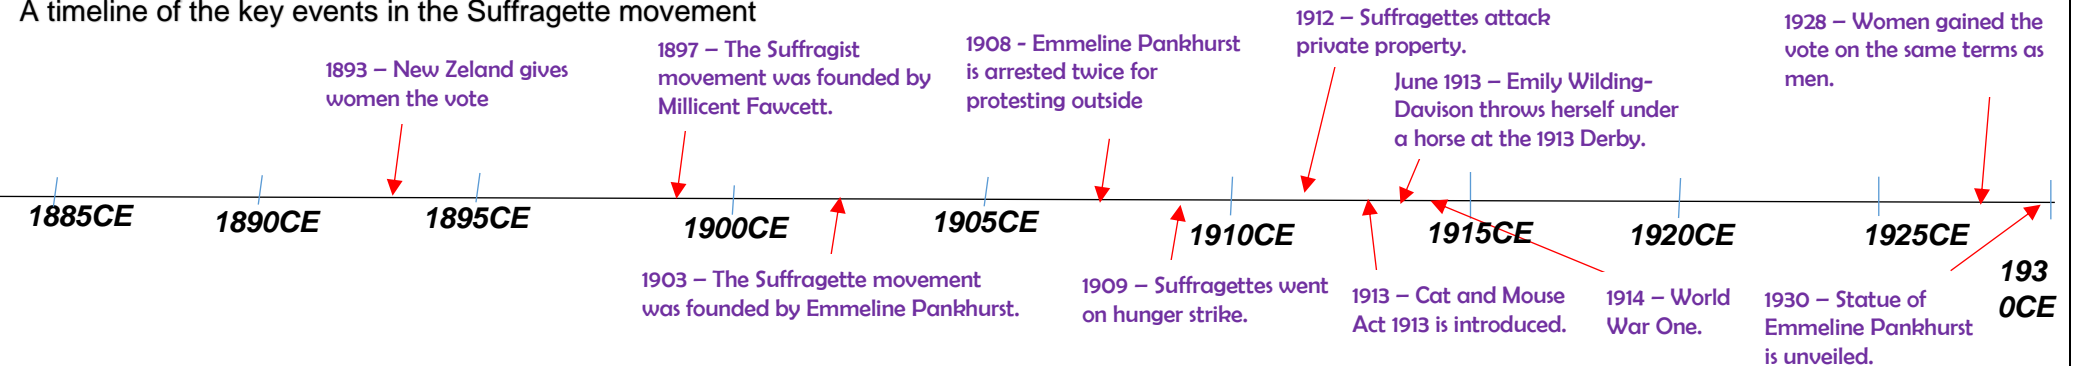 A timeline of the key events in the Suffragette movement
1893 – New Zeland gives
women the vote
1897 – The Suffragist
movement was founded by
Millicent Fawcett.
1908 - Emmeline Pankhurst
is arrested twice for
protesting outside
1912 – Suffragettes attack
private property.
June 1913 – Emily Wilding-
Davison throws herself under
a horse at the 1913 Derby.
1928 – Women gained the
vote on the same terms as
men.
1885CE
1890CE
1895CE
1900CE
1905CE
1910CE
1915CE
1920CE
1925CE
193
0CE
1903 – The Suffragette movement
was founded by Emmeline Pankhurst.
1909 – Suffragettes went
on hunger strike.
1913 – Cat and Mouse
Act 1913 is introduced.
1914 – World
War One.
1930 – Statue of
Emmeline Pankhurst
is unveiled.